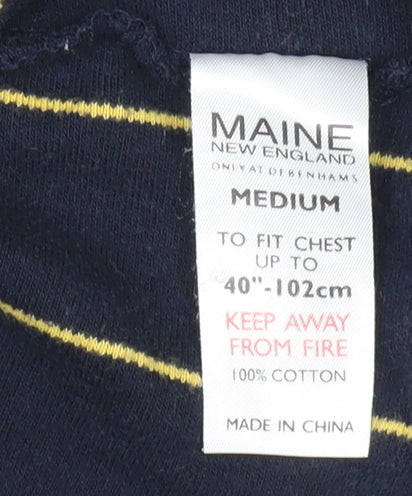 MAINE
NEW ENGLAND
ONLY AT DEBENHAMS
MEDIUM
TO FIT CHEST
UP TO
40"-102cm
KEEP AWAY
FROM FIRE
100% COTTON
MADE IN CHINA